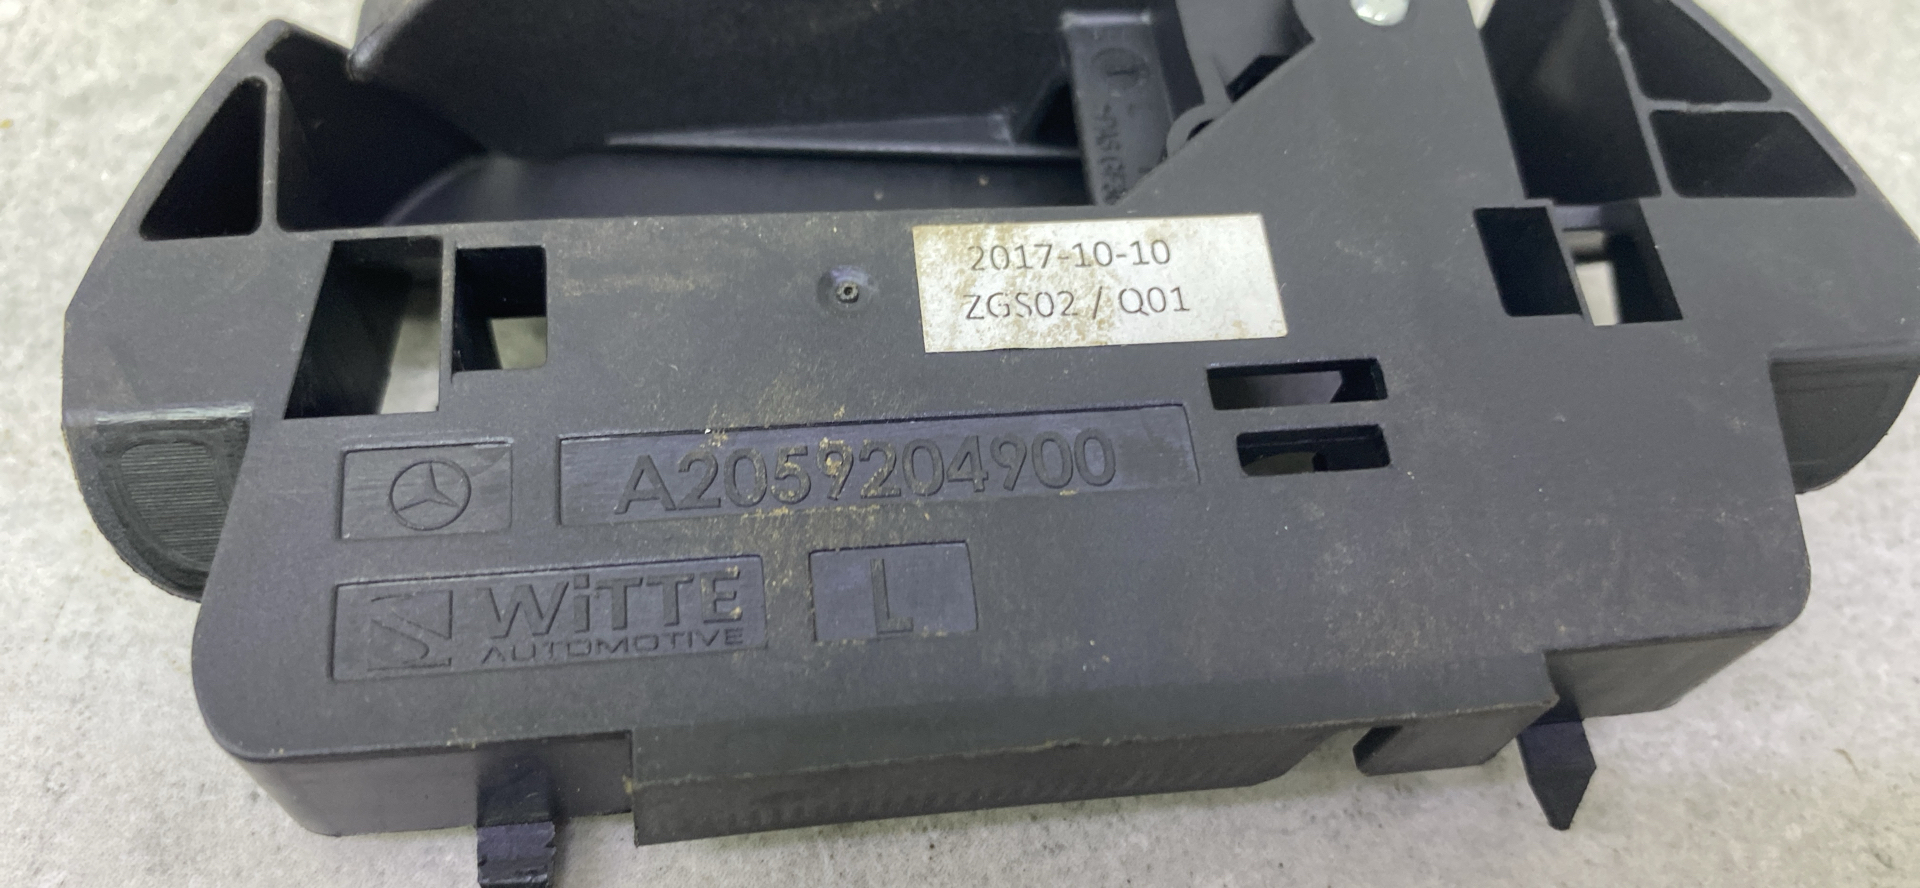 2017-10-10
ZGS02 / Q01
A2059204900
WiTTE
AUTOMOTIVE
L